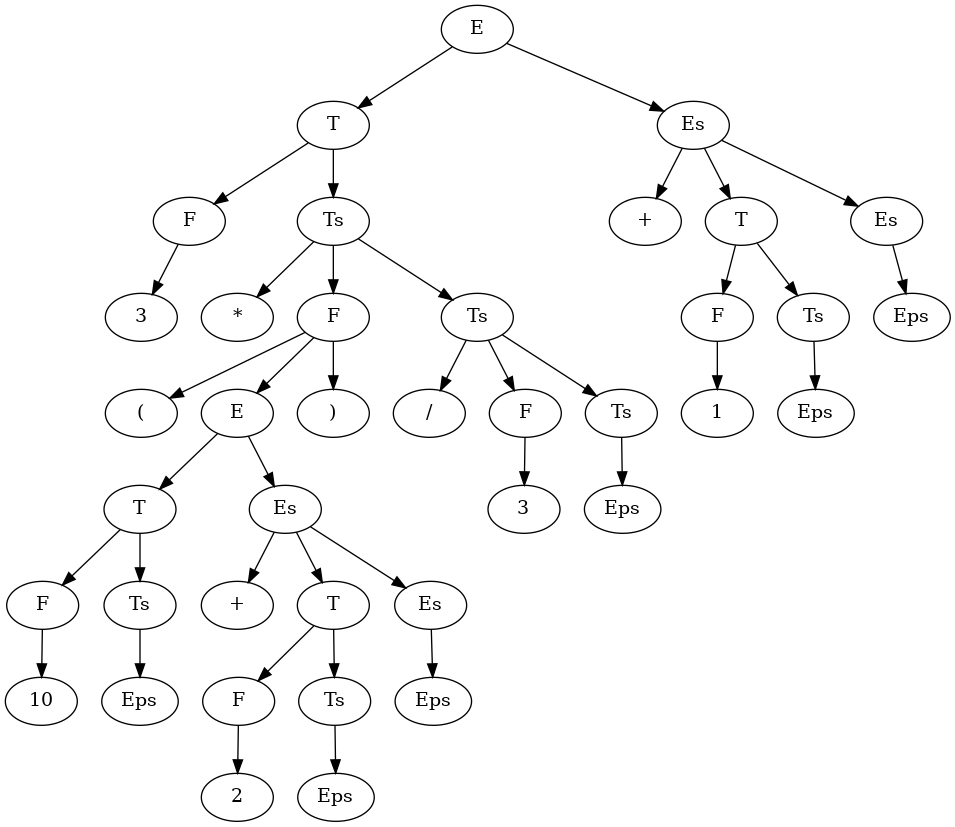 E
T Es
F Ts + T Es
3 * F Ts F Ts Eps
( E ) / F Ts 1 Eps
T Es 3 Eps
F Ts + T Es
10 Eps F Ts Eps
2 Eps